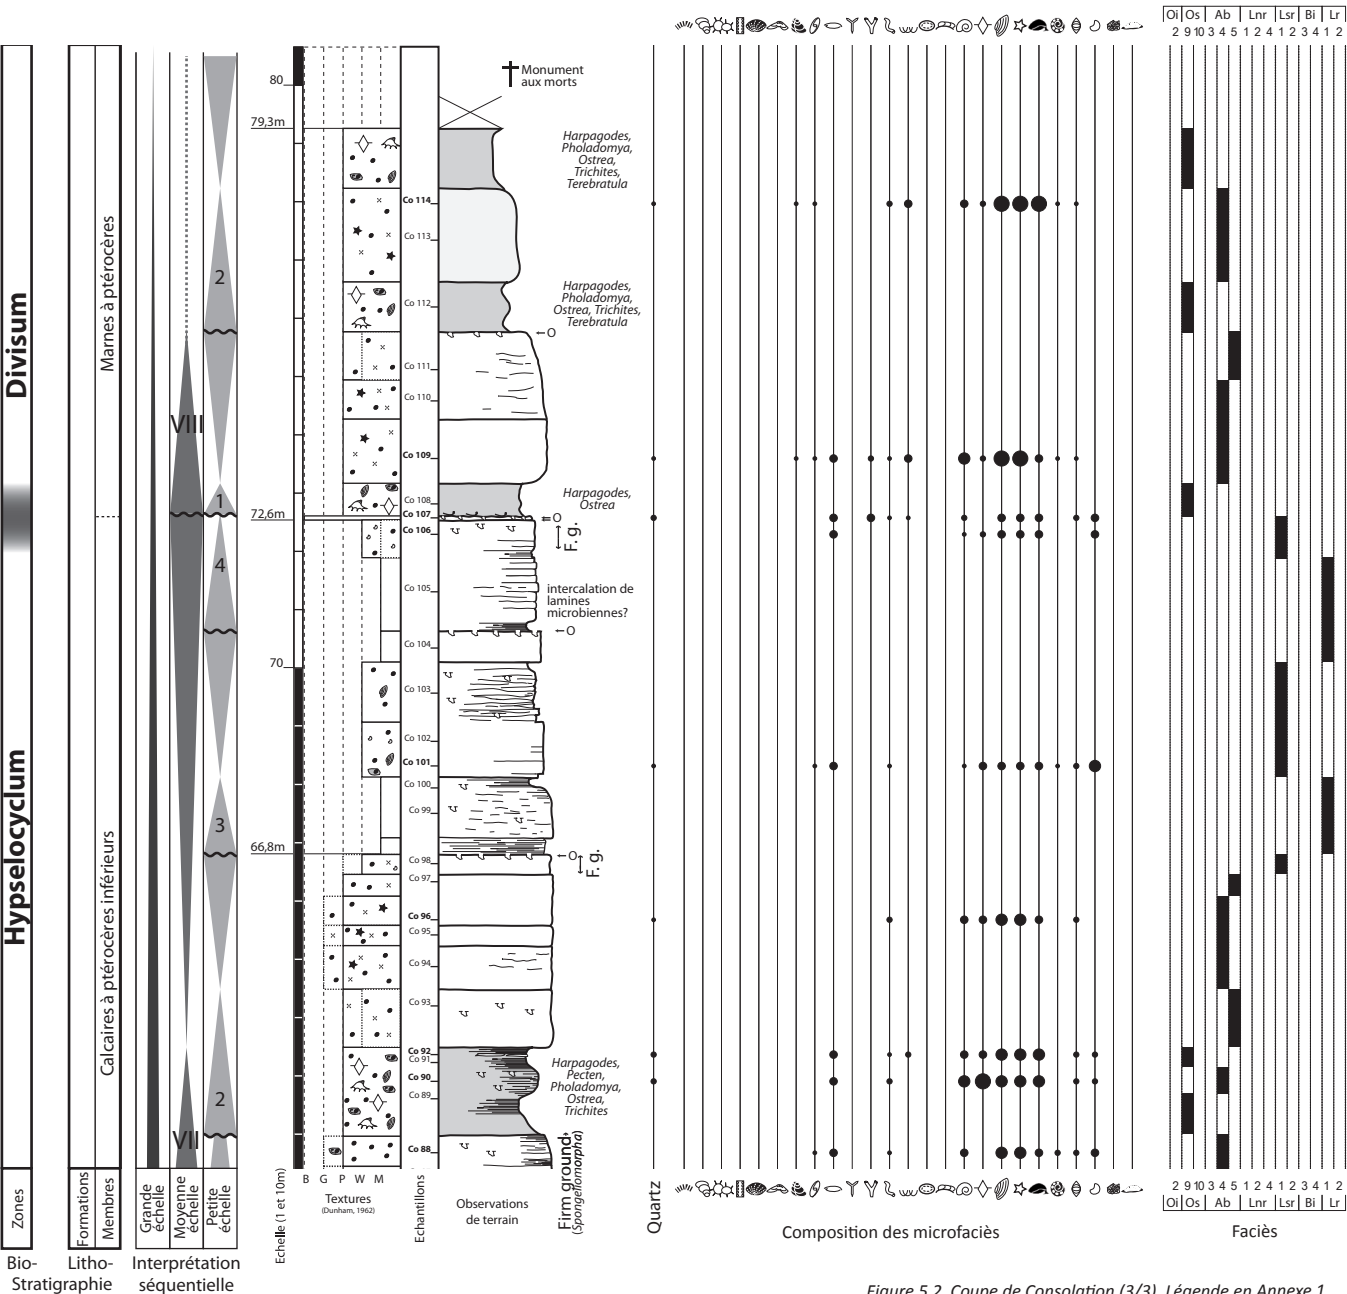 Oi Os Ab Lnr Lsr Bi Lr
2 9 10 3 4 5 1 2 4 1 2 3 4 1 2
Monument
aux morts
80
79,3m
Harpagodes,
Pholadomya,
Ostrea,
Trichites,
Terebratula
Co 114
Co 113
2
Harpagodes,
Pholadomya,
Ostrea, Trichites,
Terebratula
Co 112
←O
Co 111
Co 110
Divisum
Marnes à ptérocères
VIII
Co 109
1
Co 108
Harpagodes,
Ostrea
Co 107
72,6m
⇇O
Co 106
F. g.
4
Co 105
intercalation de
lamines
microbiennes?
←O
Co 104
70
Co 103
Co 102
Co 101
Co 100
Co 99
3
66,8m
←O
Co 98
F. g.
Co 97
Co 96
Co 95
Co 94
Co 93
Hypselocyclum
Calcaires à ptérocères inférieurs
Co 92
Co 91
Co 90
Co 89
Harpagodes,
Pecten,
Pholadomya,
Ostrea,
Trichites
2
VII
Co 88
Zones
Formations
Membres
Grande
échelle
Moyenne
échelle
Petite
échelle
Echelle (1 et 10m)
B G P W M
Textures
(Dunham, 1962)
Echantillons
Observations
de terrain
Firm ground
(Spongeliomorpha)
Quartz
Composition des microfaciès
2 9 10 3 4 5 1 2 4 1 2 3 4 1 2
Oi Os Ab Lnr Lsr Bi Lr
Faciès
Bio-
Litho-
Stratigraphie
Interprétation
séquentielle
Figure 5.2. Coupe de Consolation (3/3). Légende en Annexe 1